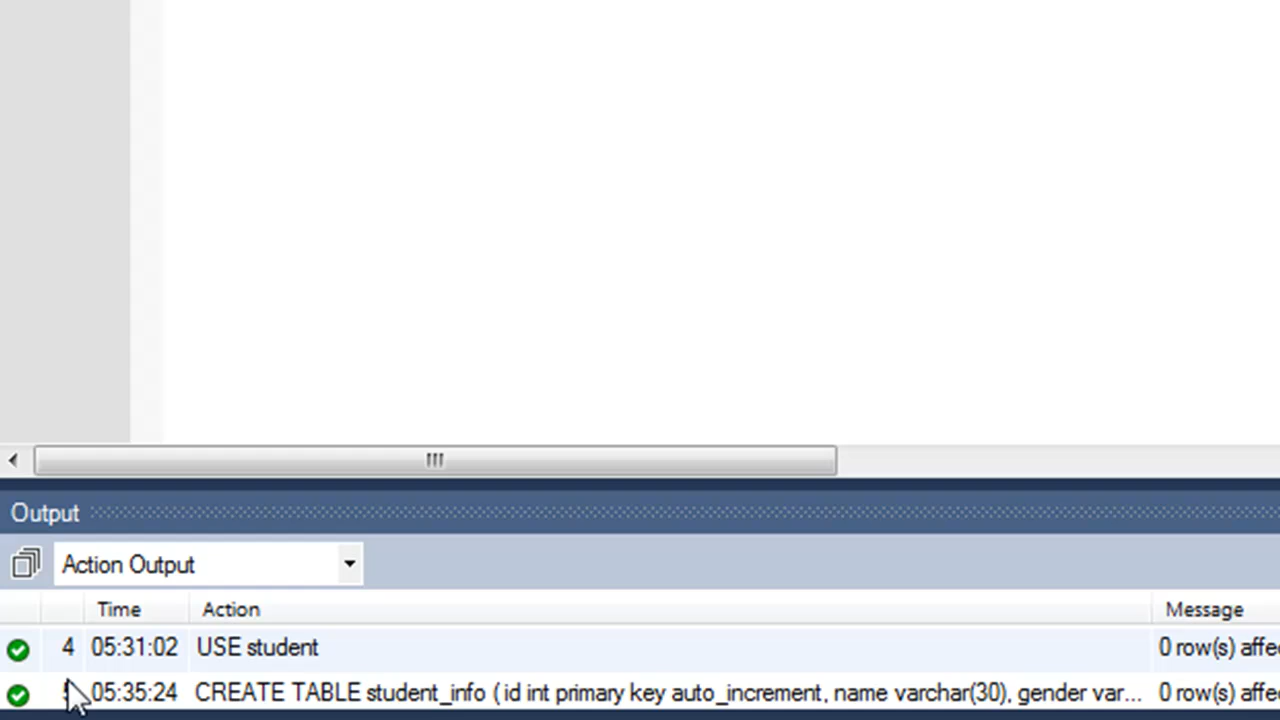 Output
Action Output
Time Action Message
4 05:31:02 USE student 0 row(s) affe
05:35:24 CREATE TABLE student_info ( id int primary key auto_increment, name varchar(30), gender var... 0 row(s) affe